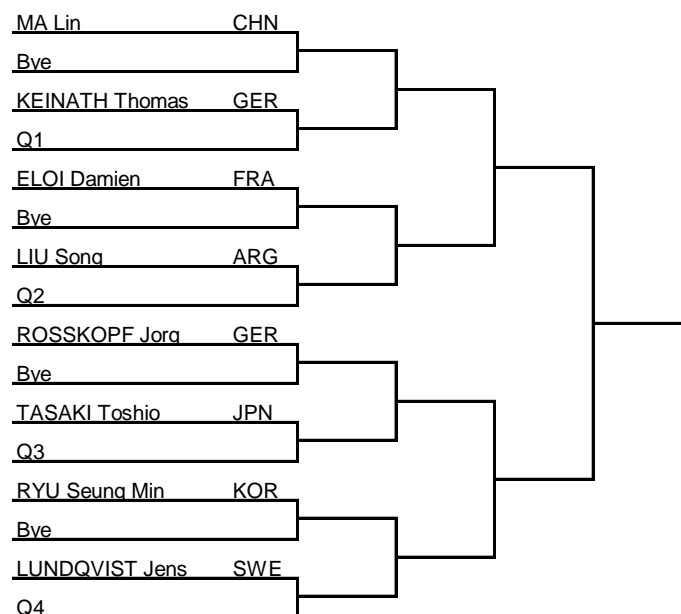 MA Lin CHN
Bye
KEINATH Thomas GER
Q1
ELOI Damien FRA
Bye
LIU Song ARG
Q2
ROSSKOPF Jorg GER
Bye
TASAKI Toshio JPN
Q3
RYU Seung Min KOR
Bye
LUNDQVIST Jens SWE
Q4